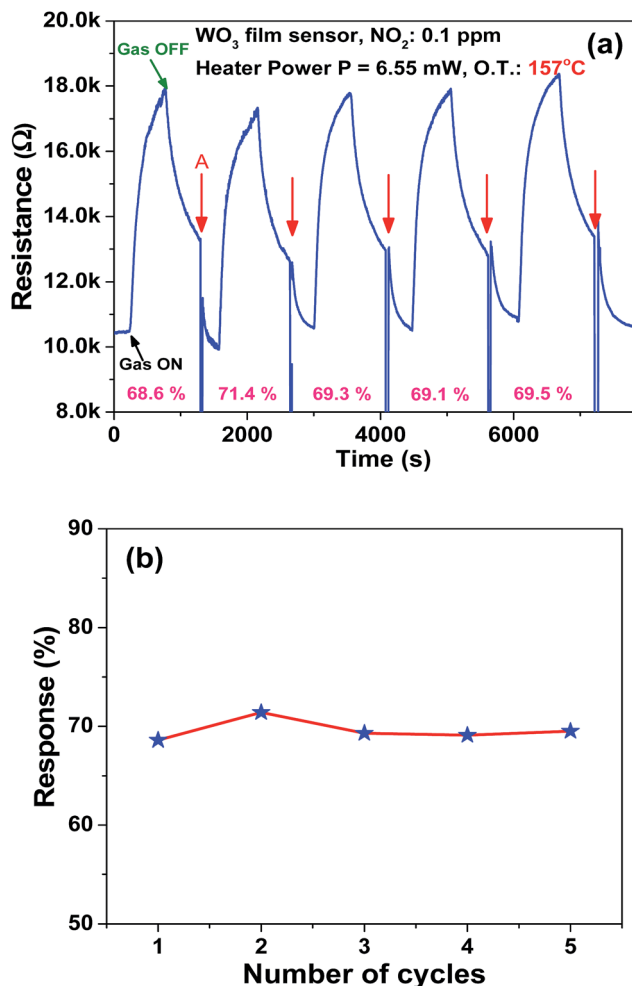 20.0k
18.0k
16.0k
14.0k
12.0k
10.0k
8.0k
Resistance (Ω)
Gas OFF
WO₃ film sensor, NO₂: 0.1 ppm
(a)
Heater Power P = 6.55 mW, O.T.: 157°C
A
Gas ON
68.6 % 71.4 % 69.3 % 69.1 % 69.5 %
0 2000 4000 6000
Time (s)
90
80
70
60
50
Response (%)
(b)
1 2 3 4 5
Number of cycles